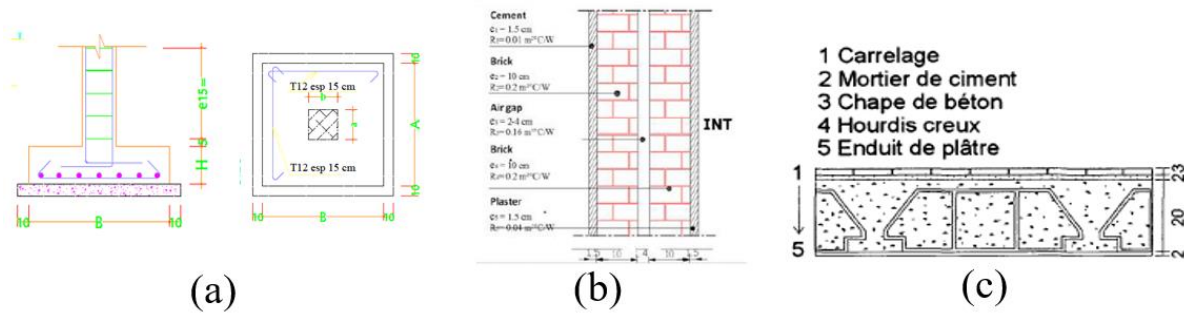 T12 esp 15 cm
b
a
T12 esp 15 cm
A
10
10
e15=
S
H
10
B
10
10
B
10
(a)
Cement
e₁ = 1.5 cm
R₁= 0.01 m²°C/W
Brick
e₂ = 10 cm
R₂= 0.2 m²°C/W
Air gap
e₃ = 2-4 cm
R₃= 0.16 m²°C/W
Brick
e₄ = 10 cm
R₄= 0.2 m²°C/W
Plaster
e₅ = 1.5 cm
R₅= 0.04 m²°C/W
INT
1.5 10 4 10 1.5
(b)
1 Carrelage
2 Mortier de ciment
3 Chape de béton
4 Hourdis creux
5 Enduit de plâtre
1
5
23
20
2
(c)